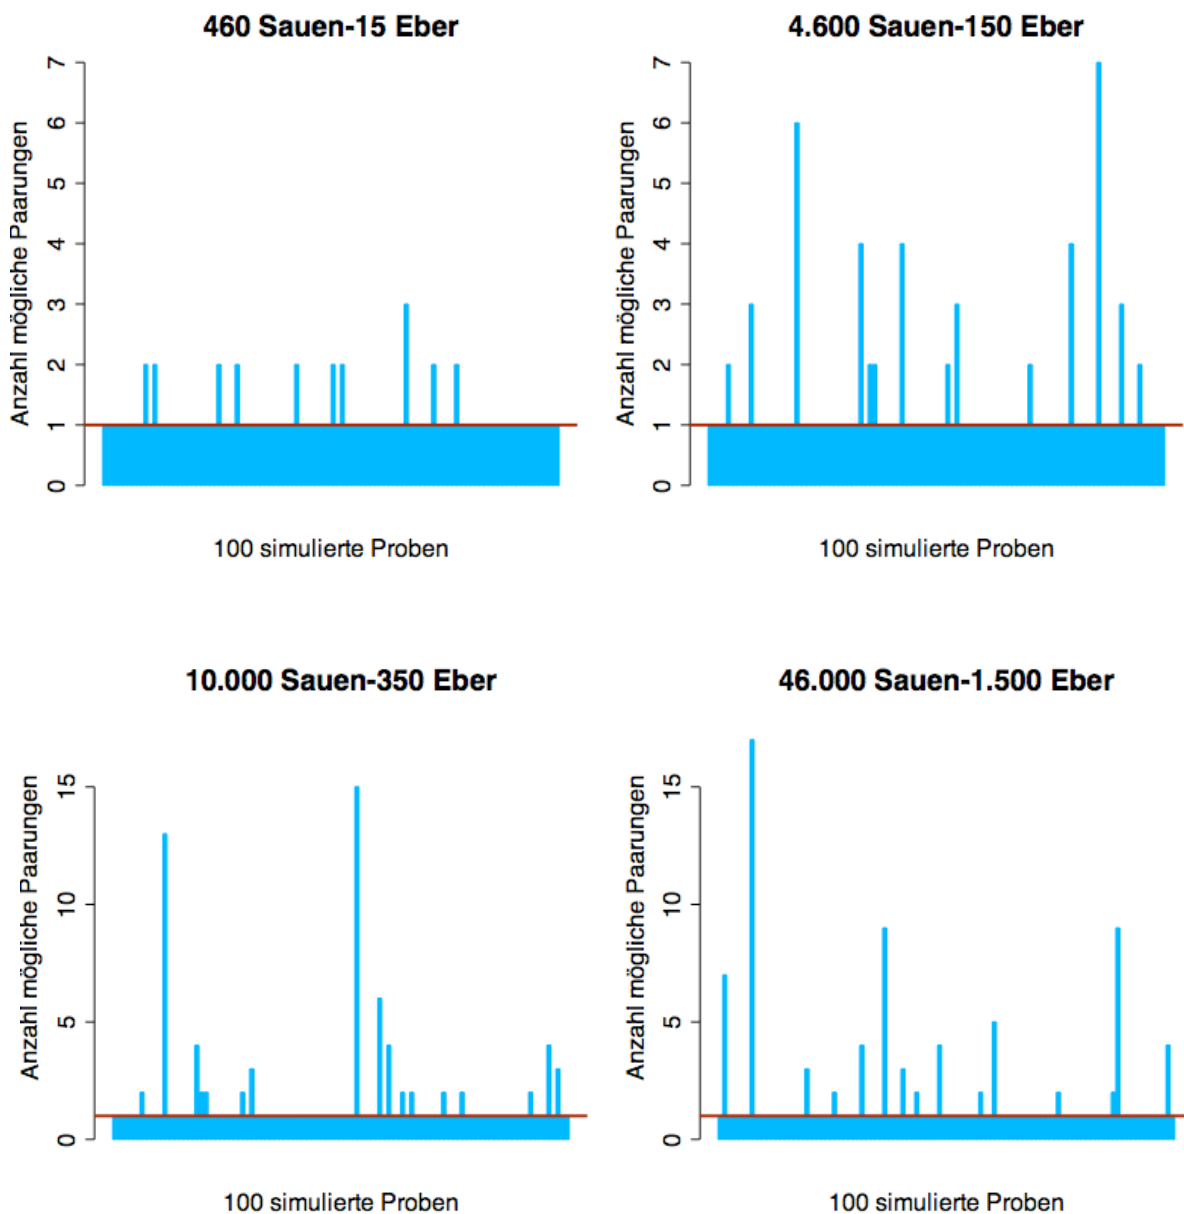 460 Sauen-15 Eber
Anzahl mögliche Paarungen
7
6
5
4
3
2
1
0
100 simulierte Proben
4.600 Sauen-150 Eber
Anzahl mögliche Paarungen
7
6
5
4
3
2
1
0
100 simulierte Proben
10.000 Sauen-350 Eber
Anzahl mögliche Paarungen
15
10
5
0
100 simulierte Proben
46.000 Sauen-1.500 Eber
Anzahl mögliche Paarungen
15
10
5
0
100 simulierte Proben